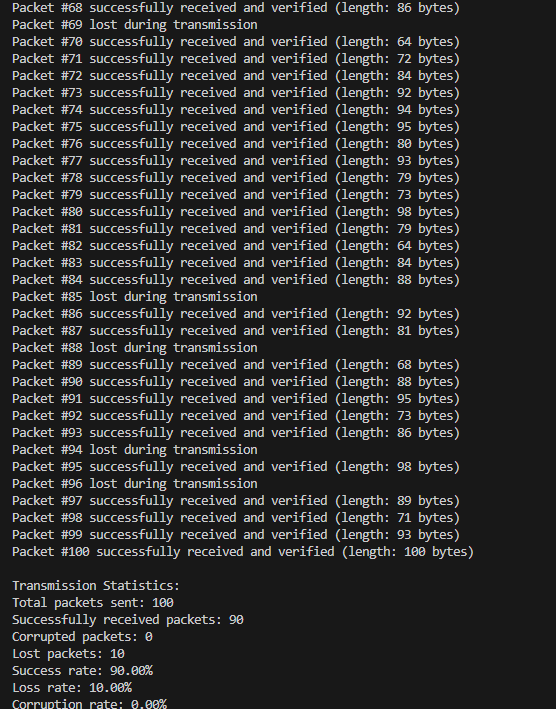 Packet #68 successfully received and verified (length: 86 bytes)
Packet #69 lost during transmission
Packet #70 successfully received and verified (length: 64 bytes)
Packet #71 successfully received and verified (length: 72 bytes)
Packet #72 successfully received and verified (length: 84 bytes)
Packet #73 successfully received and verified (length: 92 bytes)
Packet #74 successfully received and verified (length: 94 bytes)
Packet #75 successfully received and verified (length: 95 bytes)
Packet #76 successfully received and verified (length: 80 bytes)
Packet #77 successfully received and verified (length: 93 bytes)
Packet #78 successfully received and verified (length: 79 bytes)
Packet #79 successfully received and verified (length: 73 bytes)
Packet #80 successfully received and verified (length: 98 bytes)
Packet #81 successfully received and verified (length: 79 bytes)
Packet #82 successfully received and verified (length: 64 bytes)
Packet #83 successfully received and verified (length: 84 bytes)
Packet #84 successfully received and verified (length: 88 bytes)
Packet #85 lost during transmission
Packet #86 successfully received and verified (length: 92 bytes)
Packet #87 successfully received and verified (length: 81 bytes)
Packet #88 lost during transmission
Packet #89 successfully received and verified (length: 68 bytes)
Packet #90 successfully received and verified (length: 88 bytes)
Packet #91 successfully received and verified (length: 95 bytes)
Packet #92 successfully received and verified (length: 73 bytes)
Packet #93 successfully received and verified (length: 86 bytes)
Packet #94 lost during transmission
Packet #95 successfully received and verified (length: 98 bytes)
Packet #96 lost during transmission
Packet #97 successfully received and verified (length: 89 bytes)
Packet #98 successfully received and verified (length: 71 bytes)
Packet #99 successfully received and verified (length: 93 bytes)
Packet #100 successfully received and verified (length: 100 bytes)

Transmission Statistics:
Total packets sent: 100
Successfully received packets: 90
Corrupted packets: 0
Lost packets: 10
Success rate: 90.00%
Loss rate: 10.00%
Corruption rate: 0.00%